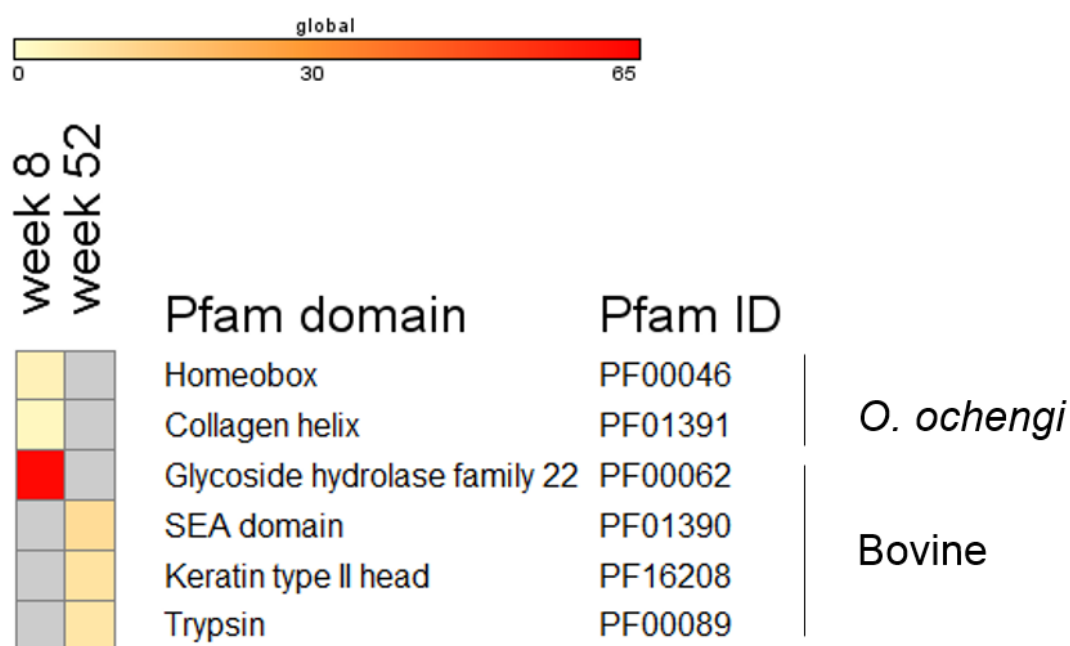 global
0 30 65
week 8
week 52
Pfam domain Pfam ID
Homeobox PF00046
Collagen helix PF01391
O. ochengi
Glycoside hydrolase family 22 PF00062
SEA domain PF01390
Bovine
Keratin type II head PF16208
Trypsin PF00089